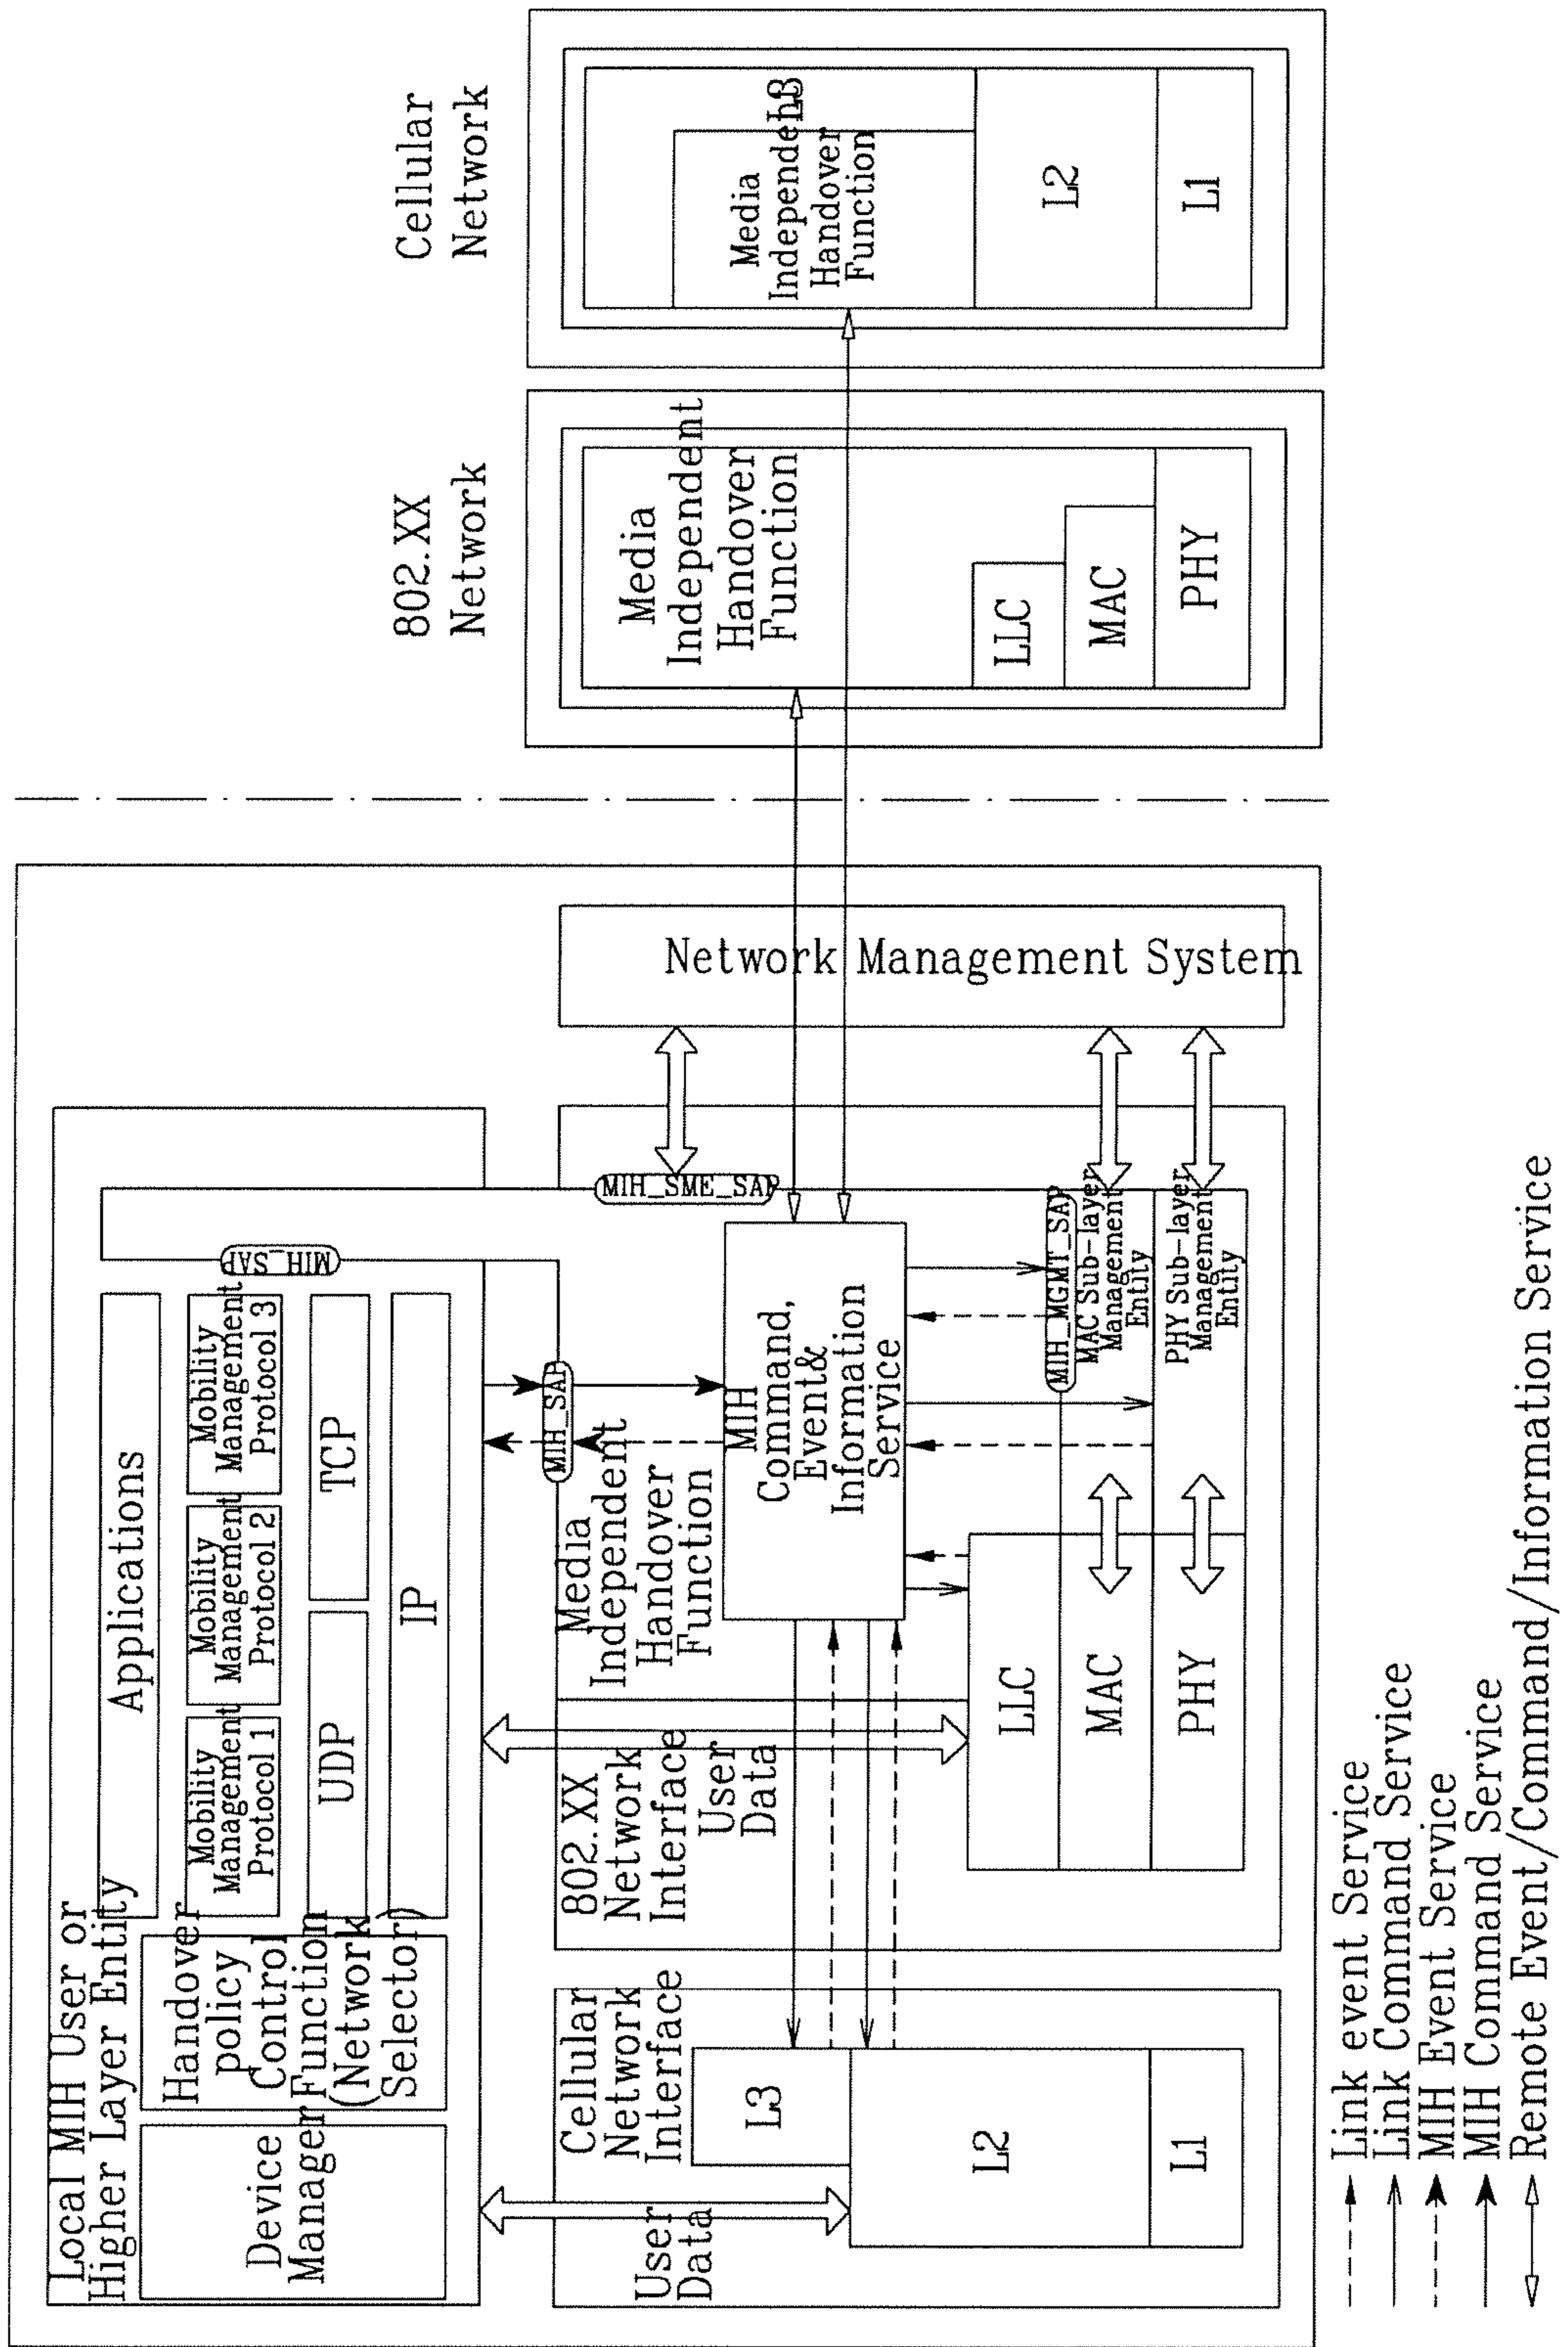 Local MIH User or
Higher Layer Entity
Device
Manager
Handover
policy
Control
Function
(Network
Selector)
Applications
Mobility
Management
Protocol 1
Mobility
Management
Protocol 2
Mobility
Management
Protocol 3
UDP
TCP
IP
MIH_SAP
User
Data
Cellular
Network
Interface
L3
L2
L1
802.XX
Network
Interface
User
Data
Media
Independent
Handover
Function
MIH_SAP
MIH_SME_SAP
MIH
Command,
Event&
Information
Service
LLC
MAC
PHY
MIH_MGMT_SAP
MAC Sub-layer
Management
Entity
PHY Sub-layer
Management
Entity
Network Management System
802.XX
Network
Media
Independent
Handover
Function
LLC
MAC
PHY
Cellular
Network
L3
Media
Independent
Handover
Function
L2
L1
Link event Service
Link Command Service
MIH Event Service
MIH Command Service
Remote Event/Command/Information Service